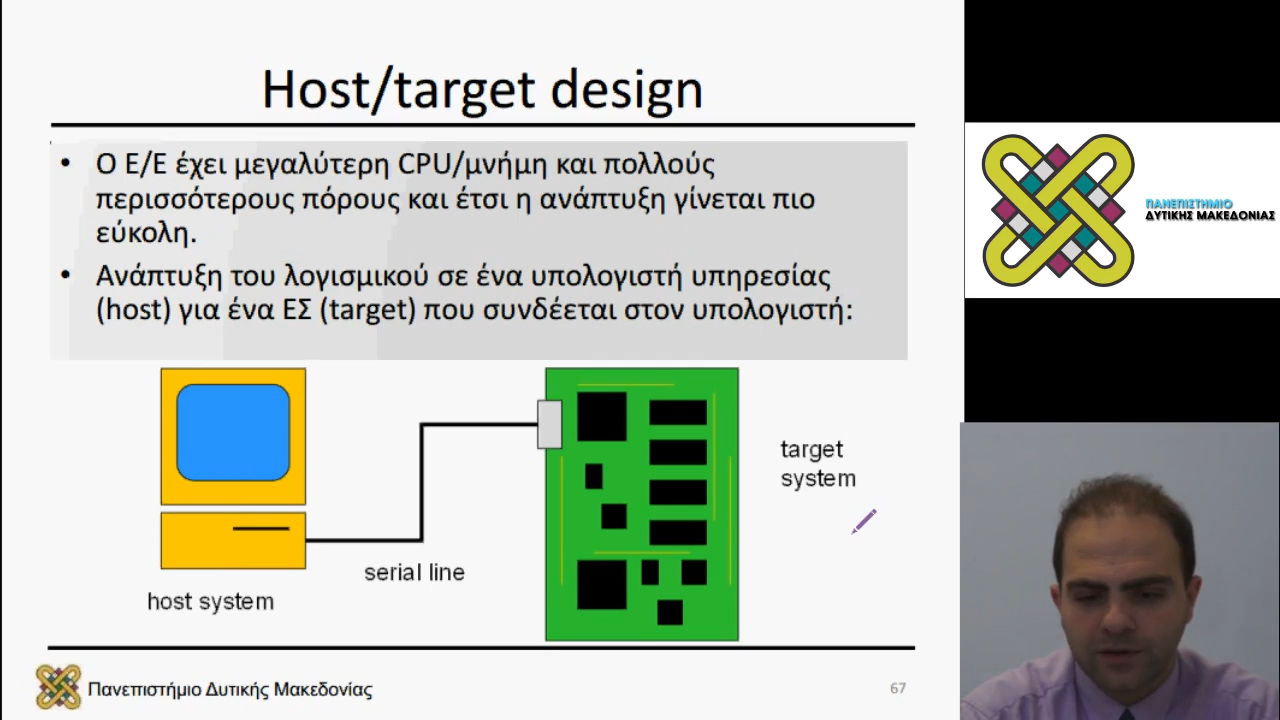 Host/target design
• Ο Ε/Ε έχει μεγαλύτερη CPU/μνήμη και πολλούς
περισσότερους πόρους και έτσι η ανάπτυξη γίνεται πιο
εύκολη.
• Ανάπτυξη του λογισμικού σε ένα υπολογιστή υπηρεσίας
(host) για ένα ΕΣ (target) που συνδέεται στον υπολογιστή:
target
system
serial line
host system
Πανεπιστήμιο Δυτικής Μακεδονίας
67
ΠΑΝΕΠΙΣΤΗΜΙΟ
ΔΥΤΙΚΗΣ ΜΑΚΕΔΟΝΙΑΣ